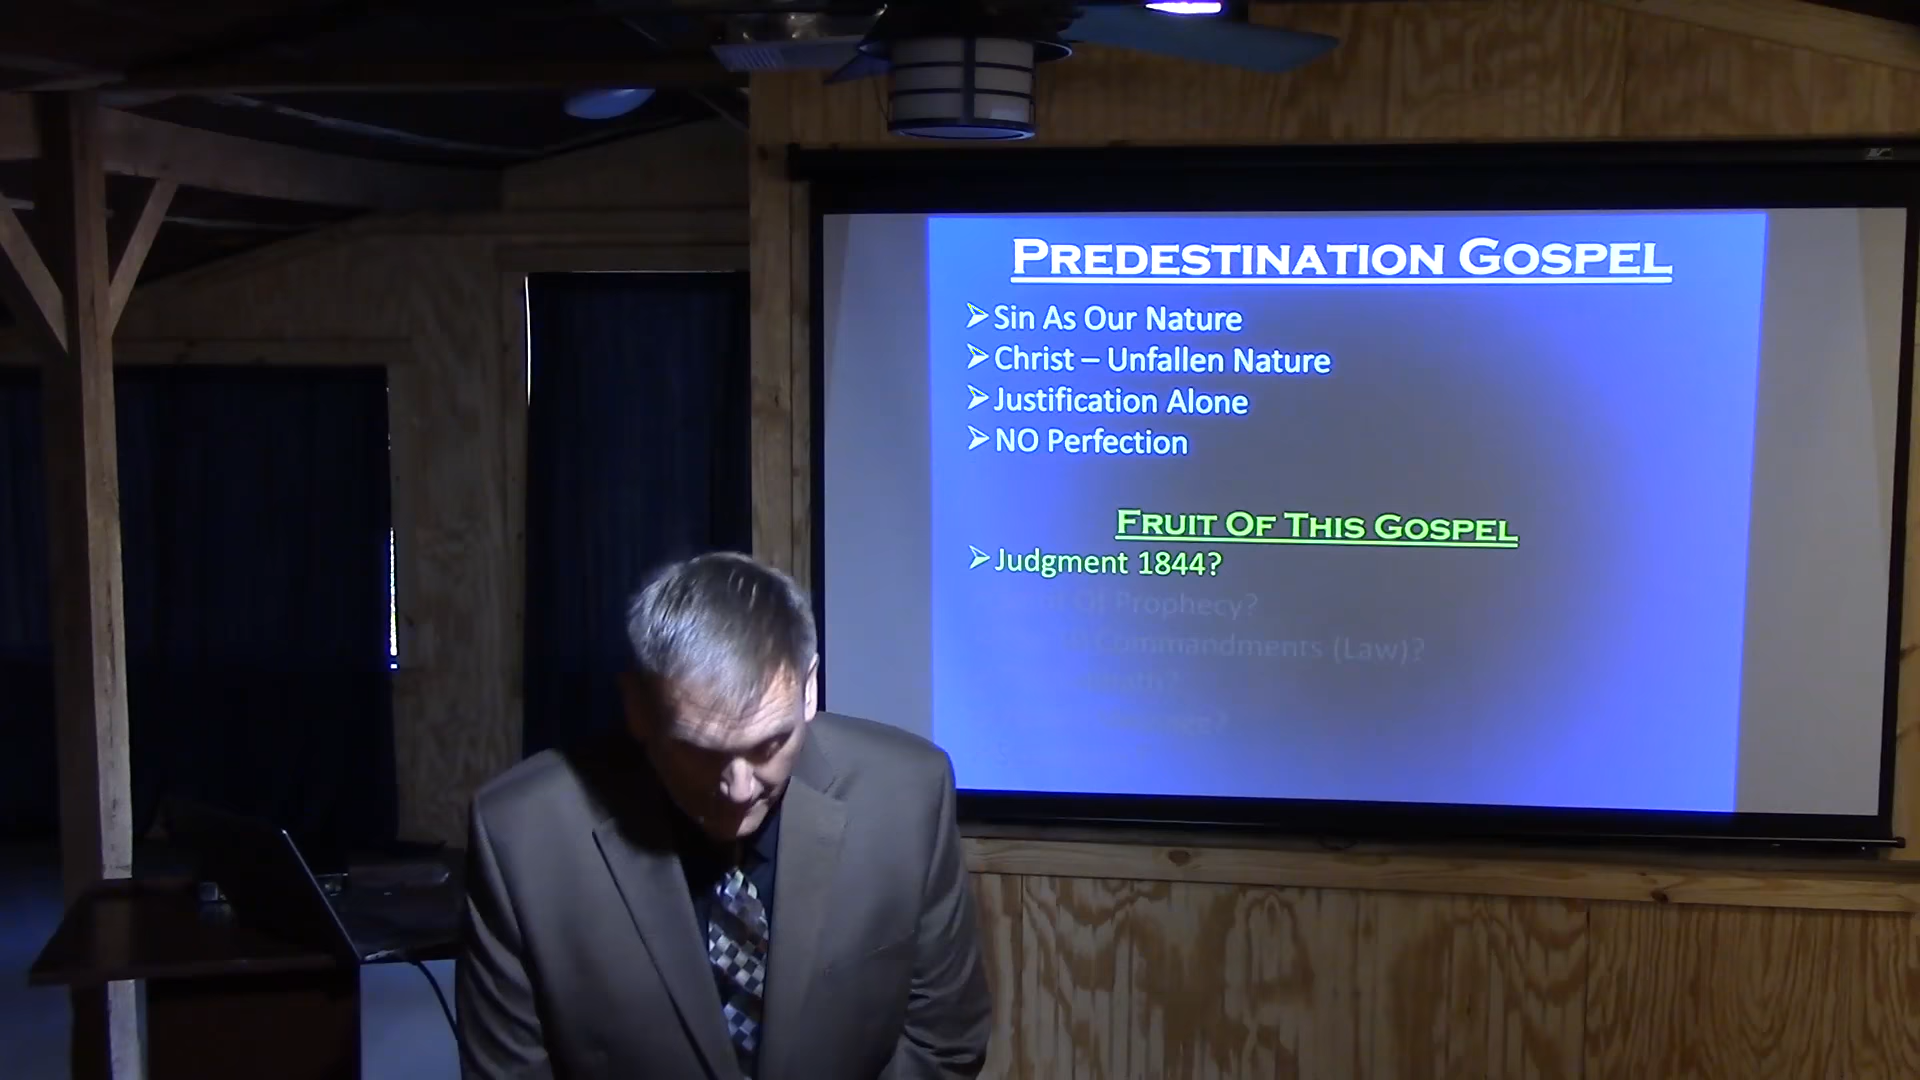 PREDESTINATION GOSPEL
➢Sin As Our Nature
➢Christ – Unfallen Nature
➢Justification Alone
➢NO Perfection
FRUIT OF THIS GOSPEL
➢Judgment 1844?
Of Prophecy?
Commandments (Law)?